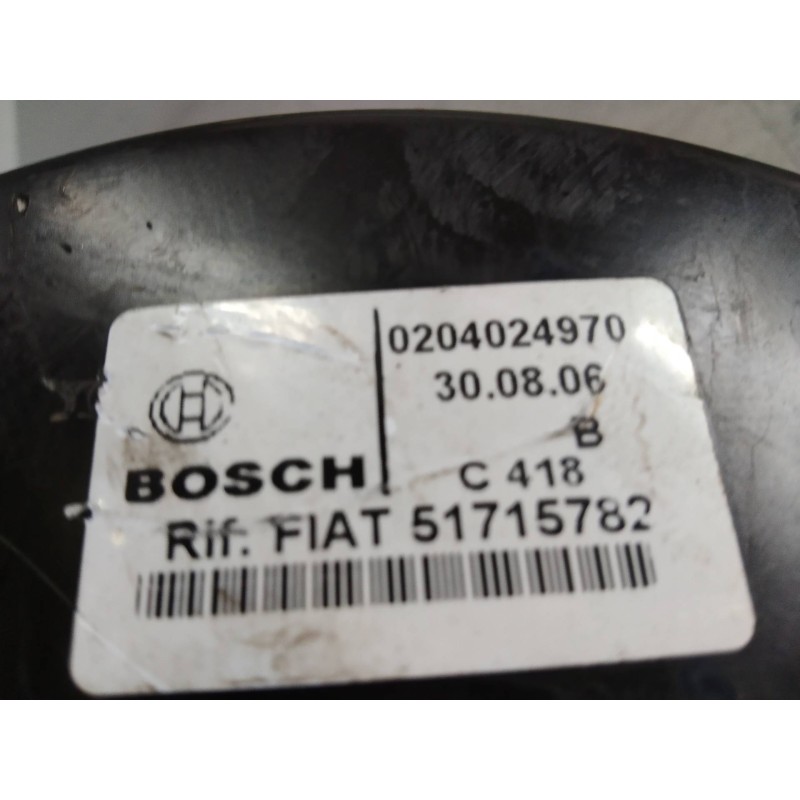 0204024970
30.08.06
B
BOSCH
C 418
Rif. FIAT 51715782